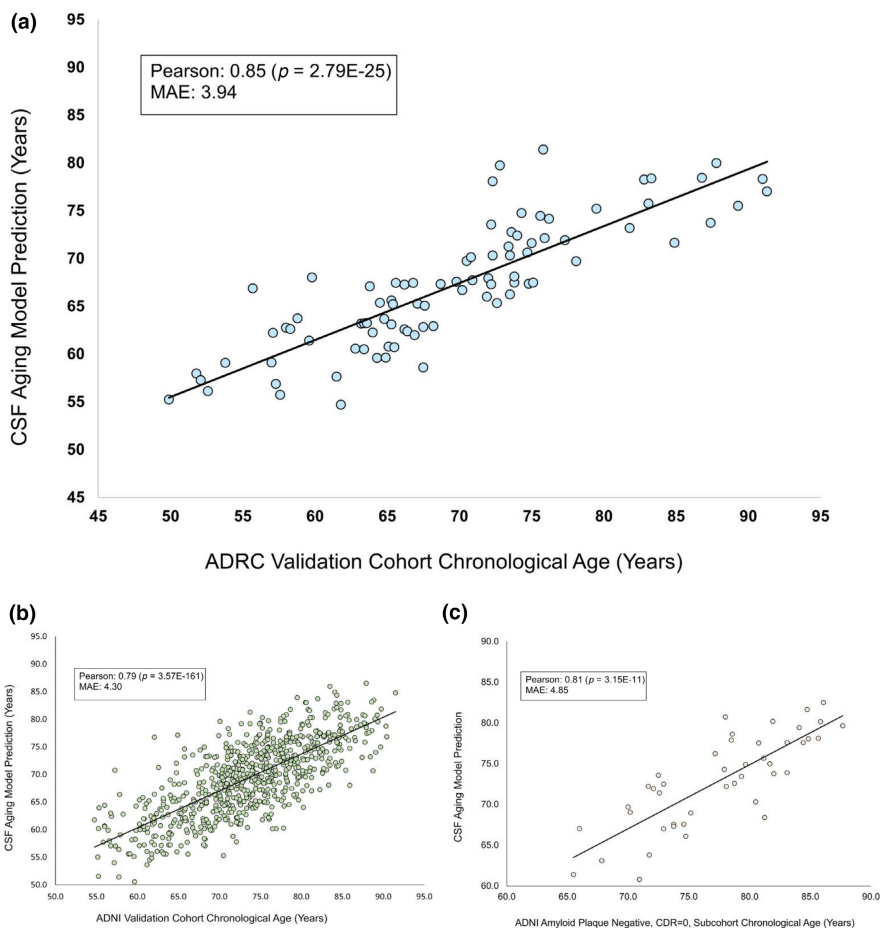 (a)
Pearson: 0.85 (p = 2.79E-25)
MAE: 3.94
CSF Aging Model Prediction (Years)
95
90
85
80
75
70
65
60
55
50
45
45 50 55 60 65 70 75 80 85 90 95
ADRC Validation Cohort Chronological Age (Years)
(b)
Pearson: 0.79 (p = 3.57E-161)
MAE: 4.30
CSF Aging Model Prediction (Years)
95.0
90.0
85.0
80.0
75.0
70.0
65.0
60.0
55.0
50.0
50.0 55.0 60.0 65.0 70.0 75.0 80.0 85.0 90.0 95.0
ADNI Validation Cohort Chronological Age (Years)
(c)
Pearson: 0.81 (p = 3.15E-11)
MAE: 4.85
CSF Aging Model Prediction
90.0
85.0
80.0
75.0
70.0
65.0
60.0
60.0 65.0 70.0 75.0 80.0 85.0 90.0
ADNI Amyloid Plaque Negative, CDR=0, Subcohort Chronological Age (Years)